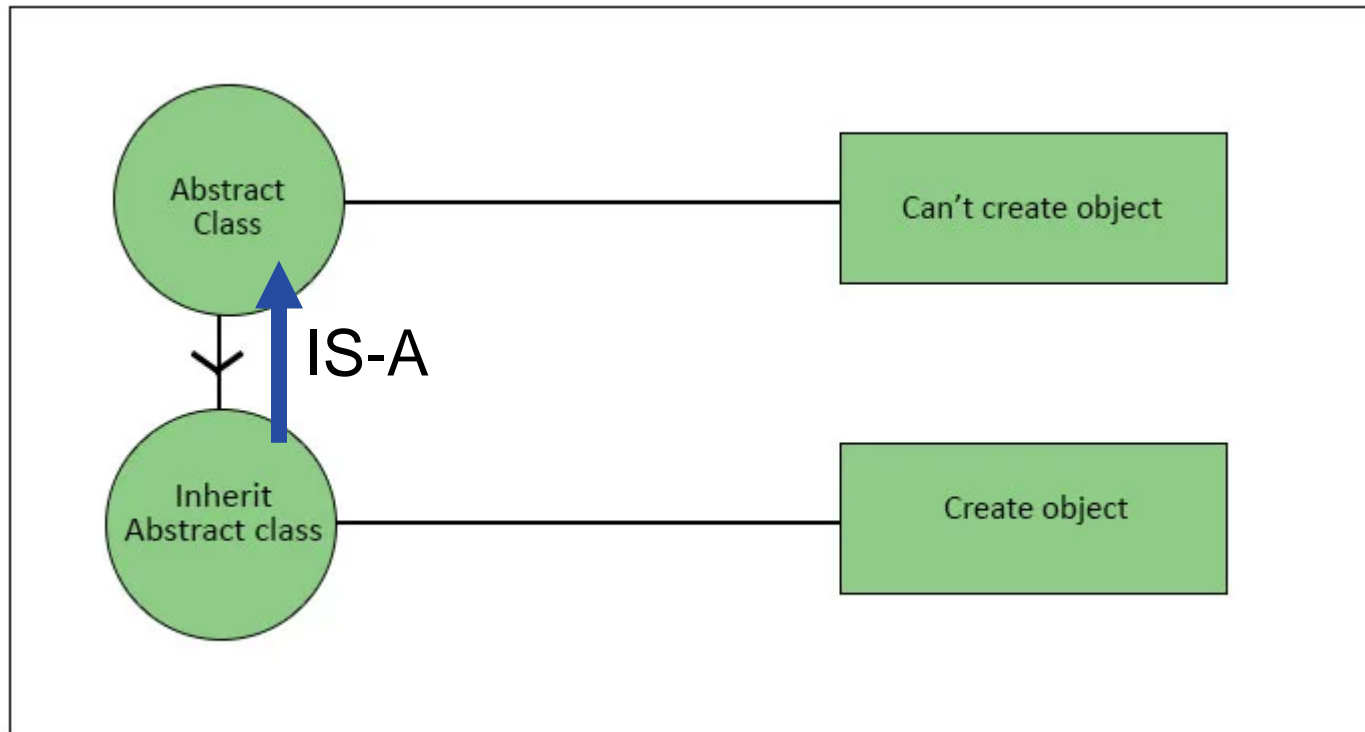 Abstract
Class
Can’t create object
IS-A
Inherit
Abstract class
Create object